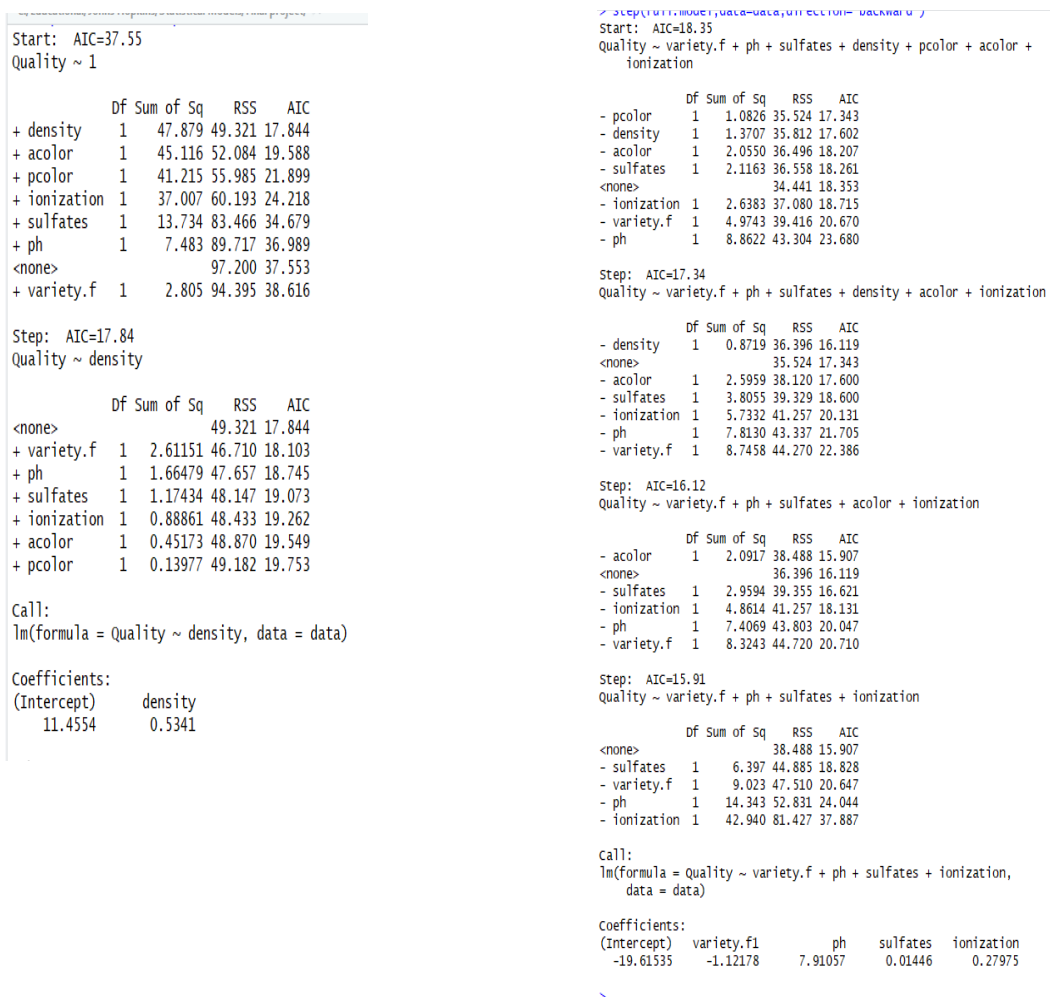 Start:  AIC=37.55
Quality ~ 1
             Df Sum of Sq    RSS    AIC
+ density     1    47.879 49.321 17.844
+ acolor      1    45.116 52.084 19.588
+ pcolor      1    41.215 55.985 21.899
+ ionization  1    37.007 60.193 24.218
+ sulfates    1    13.734 83.466 34.679
+ ph          1     7.483 89.717 36.989
<none>                    97.200 37.553
+ variety.f   1     2.805 94.395 38.616
Step:  AIC=17.84
Quality ~ density
             Df Sum of Sq    RSS    AIC
<none>                    49.321 17.844
+ variety.f   1   2.61151 46.710 18.103
+ ph          1   1.66479 47.657 18.745
+ sulfates    1   1.17434 48.147 19.073
+ ionization  1   0.88861 48.433 19.262
+ acolor      1   0.45173 48.870 19.549
+ pcolor      1   0.13977 49.182 19.753
Call:
lm(formula = Quality ~ density, data = data)
Coefficients:
(Intercept)      density
    11.4554       0.5341
> step(full.model,data=data,direction="backward")
Start:  AIC=18.35
Quality ~ variety.f + ph + sulfates + density + pcolor + acolor +
    ionization
             Df Sum of Sq    RSS    AIC
- pcolor      1    1.0826 35.524 17.343
- density     1    1.3707 35.812 17.602
- acolor      1    2.0550 36.496 18.207
- sulfates    1    2.1163 36.558 18.261
<none>                    34.441 18.353
- ionization  1    2.6383 37.080 18.715
- variety.f   1    4.9743 39.416 20.670
- ph          1    8.8622 43.304 23.680
Step:  AIC=17.34
Quality ~ variety.f + ph + sulfates + density + acolor + ionization
             Df Sum of Sq    RSS    AIC
- density     1    0.8719 36.396 16.119
<none>                    35.524 17.343
- acolor      1    2.5959 38.120 17.600
- sulfates    1    3.8055 39.329 18.600
- ionization  1    5.7332 41.257 20.131
- ph          1    7.8130 43.337 21.705
- variety.f   1    8.7458 44.270 22.386
Step:  AIC=16.12
Quality ~ variety.f + ph + sulfates + acolor + ionization
             Df Sum of Sq    RSS    AIC
- acolor      1    2.0917 38.488 15.907
<none>                    36.396 16.119
- sulfates    1    2.9594 39.355 16.621
- ionization  1    4.8614 41.257 18.131
- ph          1    7.4069 43.803 20.047
- variety.f   1    8.3243 44.720 20.710
Step:  AIC=15.91
Quality ~ variety.f + ph + sulfates + ionization
             Df Sum of Sq    RSS    AIC
<none>                    38.488 15.907
- sulfates    1     6.397 44.885 18.828
- variety.f   1     9.023 47.510 20.647
- ph          1    14.343 52.831 24.044
- ionization  1    42.940 81.427 37.887
Call:
lm(formula = Quality ~ variety.f + ph + sulfates + ionization,
    data = data)
Coefficients:
(Intercept)   variety.f1           ph     sulfates   ionization
  -19.61535     -1.12178      7.91057      0.01446      0.27975